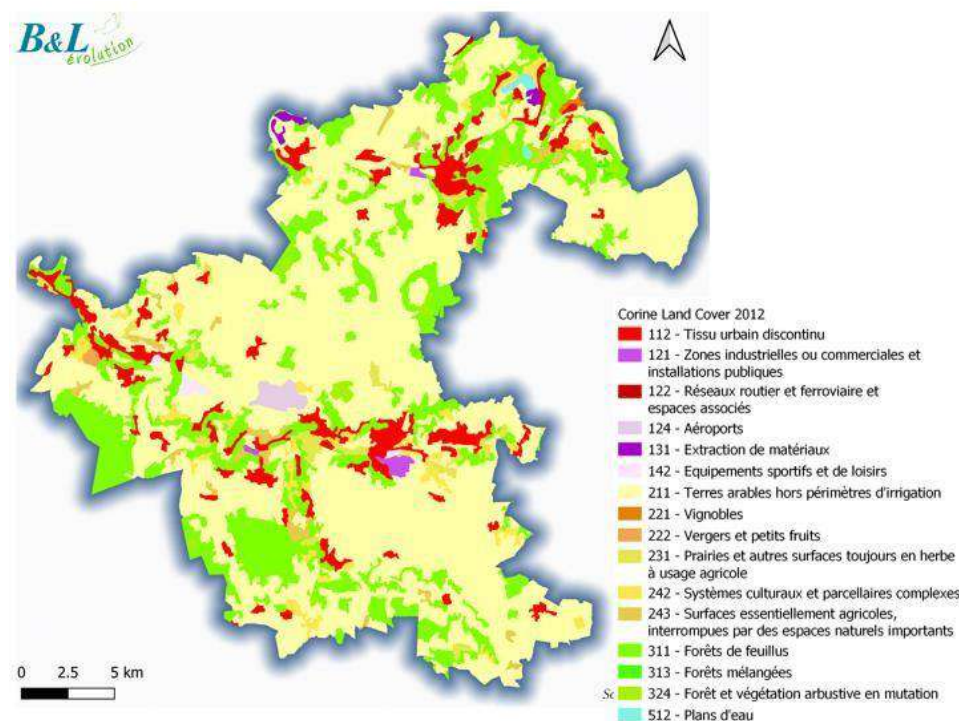 B&L
évolution
Corine Land Cover 2012
112 - Tissu urbain discontinu
121 - Zones industrielles ou commerciales et
installations publiques
122 - Réseaux routier et ferroviaire et
espaces associés
124 - Aéroports
131 - Extraction de matériaux
142 - Equipements sportifs et de loisirs
211 - Terres arables hors périmètres d'irrigation
221 - Vignobles
222 - Vergers et petits fruits
231 - Prairies et autres surfaces toujours en herbe
à usage agricole
242 - Systèmes culturaux et parcellaires complexes
243 - Surfaces essentiellement agricoles,
interrompues par des espaces naturels importants
311 - Forêts de feuillus
313 - Forêts mélangées
324 - Forêt et végétation arbustive en mutation
512 - Plans d'eau
0 2.5 5 km